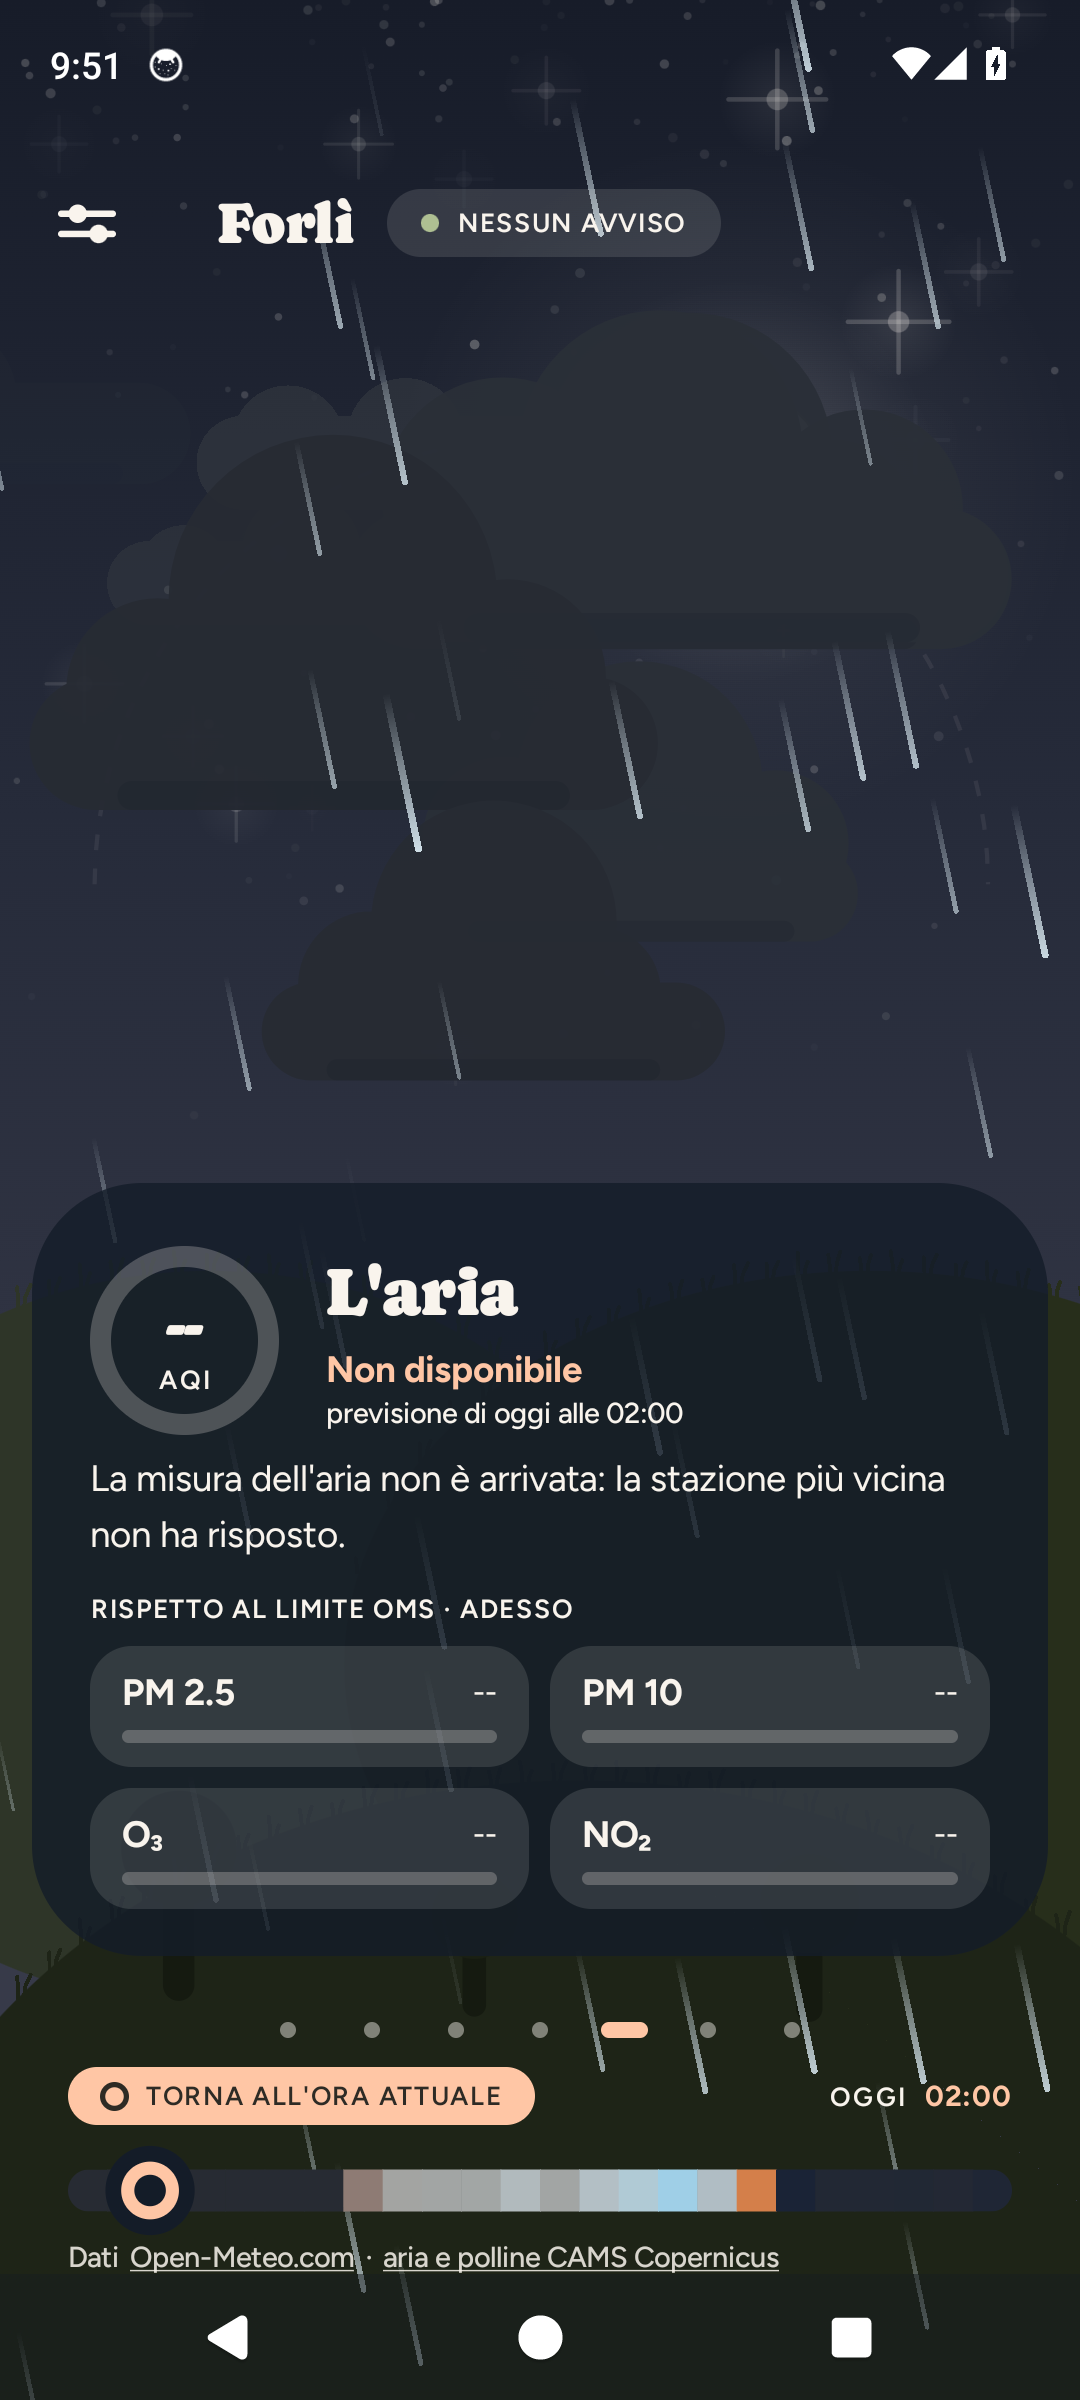 9:51
Forlì
NESSUN AVVISO
--
AQI
L'aria
Non disponibile
previsione di oggi alle 02:00
La misura dell'aria non è arrivata: la stazione più vicina
non ha risposto.
RISPETTO AL LIMITE OMS · ADESSO
PM 2.5 --
PM 10 --
O₃ --
NO₂ --
TORNA ALL'ORA ATTUALE
OGGI 02:00
Dati Open-Meteo.com · aria e polline CAMS Copernicus